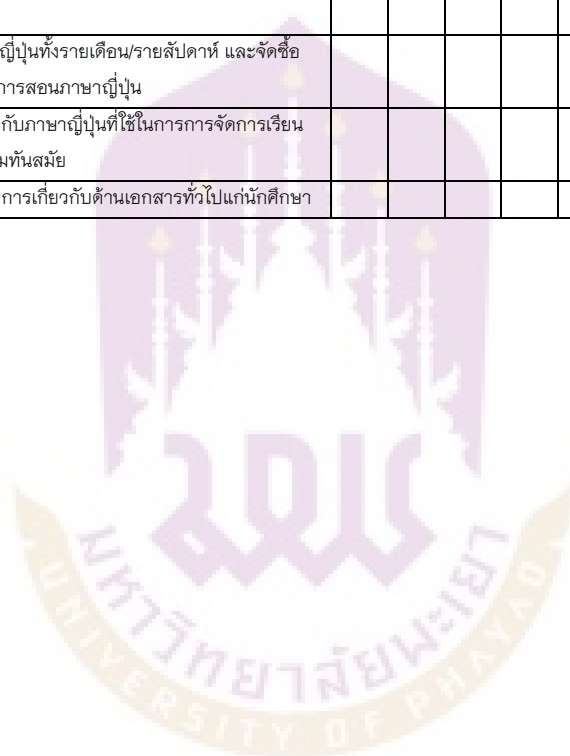 ญี่ปุ่นทั้งรายเดือน/รายสัปดาห์ และจัดซื้อ
การสอนภาษาญี่ปุ่น
กับภาษาญี่ปุ่นที่ใช้ในการการจัดการเรียน
มทันสมัย
การเกี่ยวกับด้านเอกสารทั่วไปแก่นักศึกษา
มหาวิทยาลัยพะเยา
UNIVERSITY OF PHAYAO